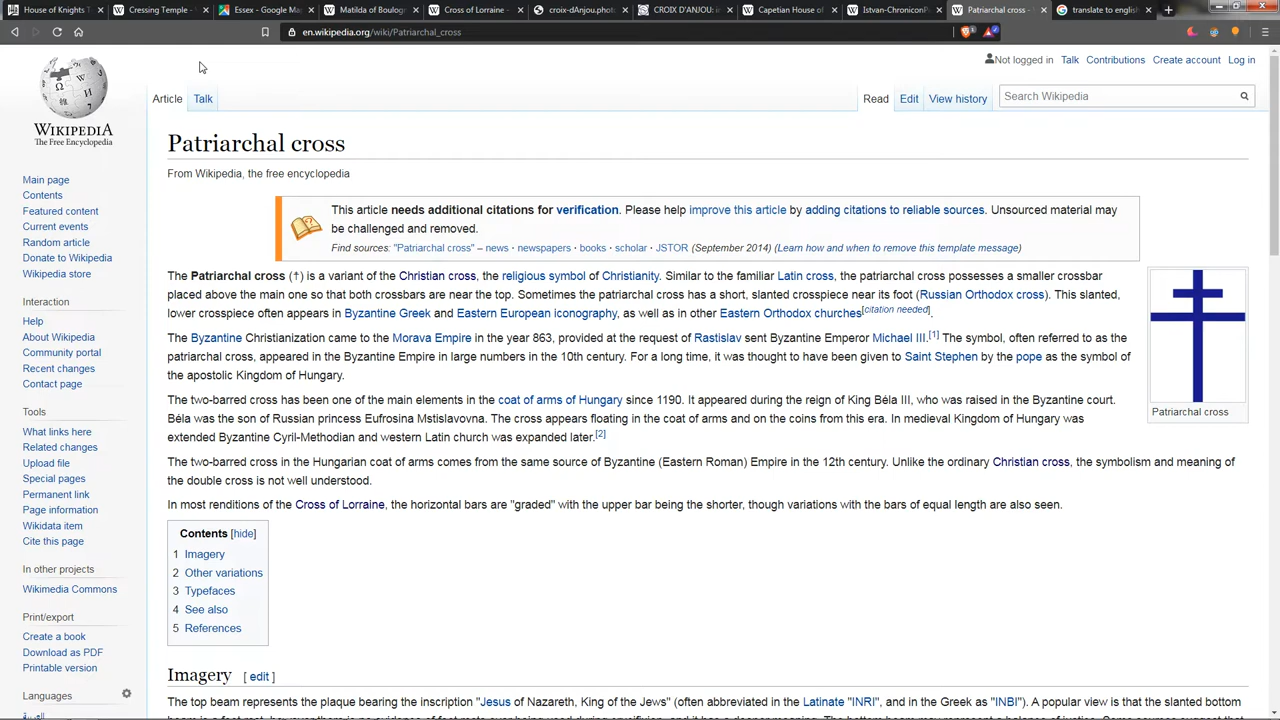 House of Knights T
Cressing Temple -
Essex - Google Ma
Matilda of Boulog
Cross of Lorraine -
croix-dAnjou.photo
CROIX D'ANJOU: i
Capetian House of
Istvan-ChroniconP
Patriarchal cross -
translate to englis
en.wikipedia.org/wiki/Patriarchal_cross
Not logged in Talk Contributions Create account Log in
Article Talk
Read Edit View history
Search Wikipedia
WIKIPEDIA
The Free Encyclopedia
Main page
Contents
Featured content
Current events
Random article
Donate to Wikipedia
Wikipedia store
Interaction
Help
About Wikipedia
Community portal
Recent changes
Contact page
Tools
What links here
Related changes
Upload file
Special pages
Permanent link
Page information
Wikidata item
Cite this page
In other projects
Wikimedia Commons
Print/export
Create a book
Download as PDF
Printable version
Languages
العربية
Patriarchal cross
From Wikipedia, the free encyclopedia
This article needs additional citations for verification. Please help improve this article by adding citations to reliable sources. Unsourced material may
be challenged and removed.
Find sources: "Patriarchal cross" – news · newspapers · books · scholar · JSTOR (September 2014) (Learn how and when to remove this template message)
The Patriarchal cross (☨) is a variant of the Christian cross, the religious symbol of Christianity. Similar to the familiar Latin cross, the patriarchal cross possesses a smaller crossbar
placed above the main one so that both crossbars are near the top. Sometimes the patriarchal cross has a short, slanted crosspiece near its foot (Russian Orthodox cross). This slanted,
lower crosspiece often appears in Byzantine Greek and Eastern European iconography, as well as in other Eastern Orthodox churches[citation needed].
The Byzantine Christianization came to the Morava Empire in the year 863, provided at the request of Rastislav sent Byzantine Emperor Michael III.[1] The symbol, often referred to as the
patriarchal cross, appeared in the Byzantine Empire in large numbers in the 10th century. For a long time, it was thought to have been given to Saint Stephen by the pope as the symbol of
the apostolic Kingdom of Hungary.
The two-barred cross has been one of the main elements in the coat of arms of Hungary since 1190. It appeared during the reign of King Béla III, who was raised in the Byzantine court.
Béla was the son of Russian princess Eufrosina Mstislavovna. The cross appears floating in the coat of arms and on the coins from this era. In medieval Kingdom of Hungary was
extended Byzantine Cyril-Methodian and western Latin church was expanded later.[2]
The two-barred cross in the Hungarian coat of arms comes from the same source of Byzantine (Eastern Roman) Empire in the 12th century. Unlike the ordinary Christian cross, the symbolism and meaning of
the double cross is not well understood.
In most renditions of the Cross of Lorraine, the horizontal bars are "graded" with the upper bar being the shorter, though variations with the bars of equal length are also seen.
Patriarchal cross
Contents [hide]
1 Imagery
2 Other variations
3 Typefaces
4 See also
5 References
Imagery [ edit ]
The top beam represents the plaque bearing the inscription "Jesus of Nazareth, King of the Jews" (often abbreviated in the Latinate "INRI", and in the Greek as "INBI"). A popular view is that the slanted bottom